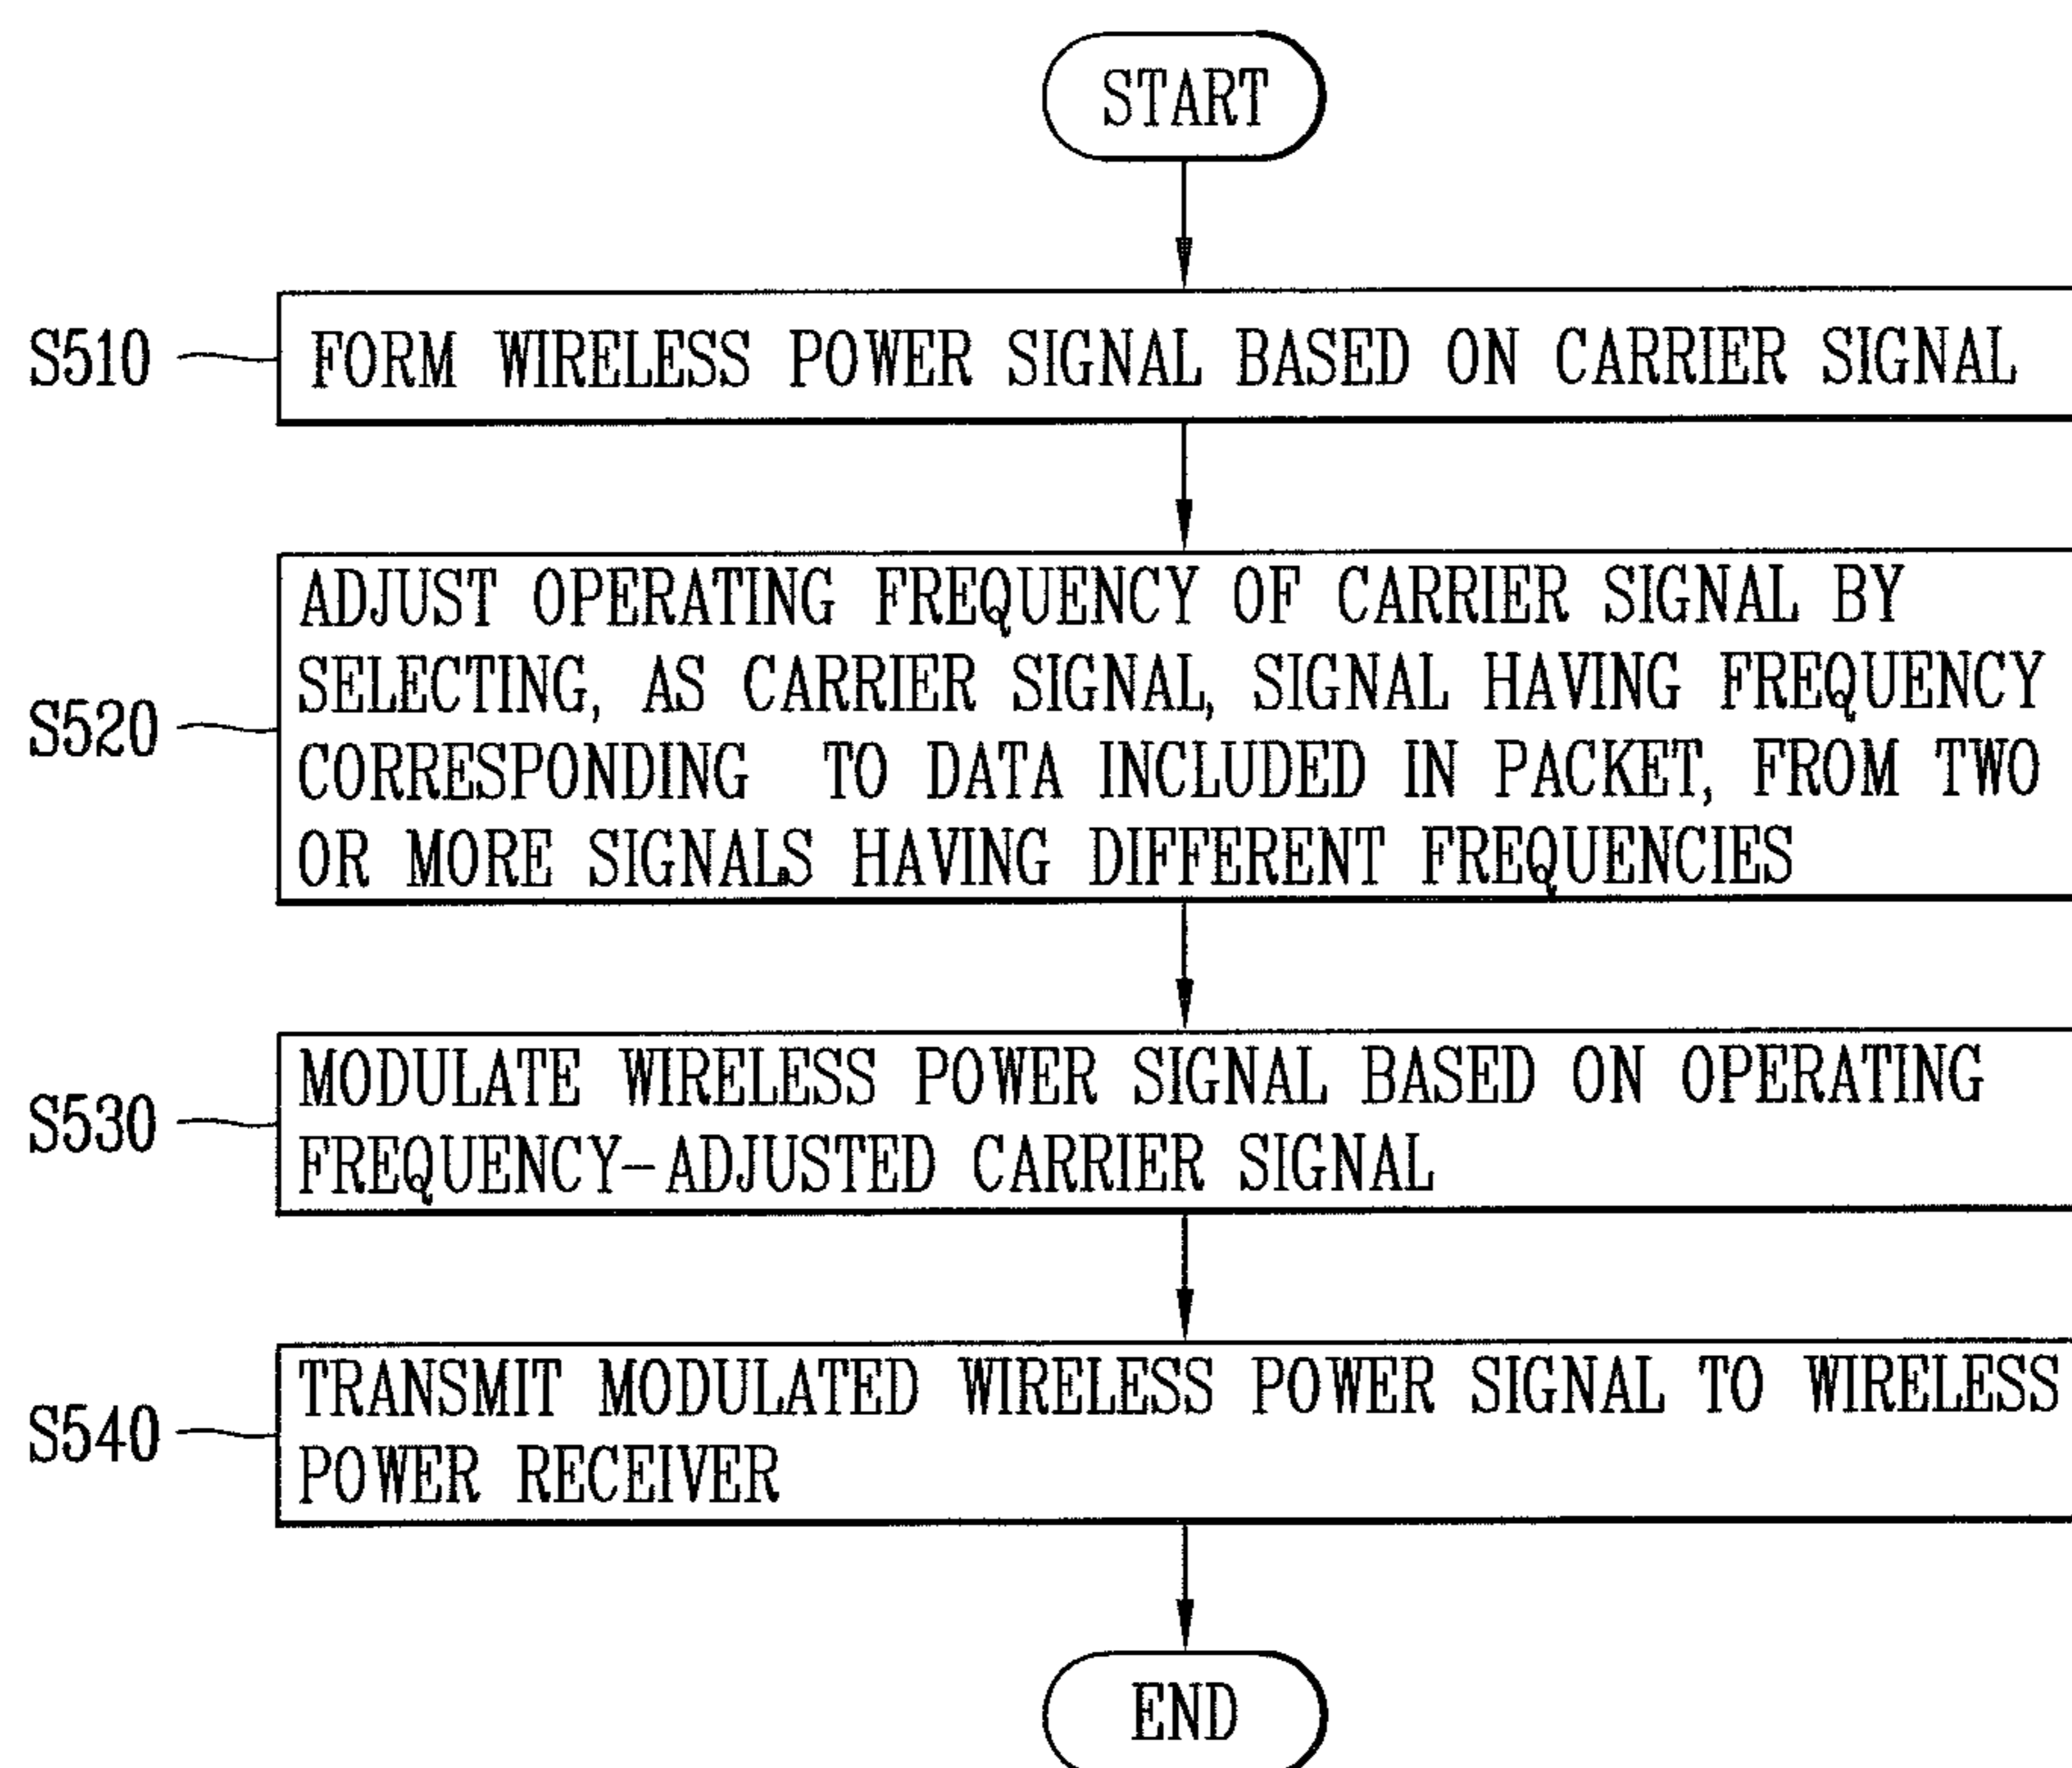 START
S510
FORM WIRELESS POWER SIGNAL BASED ON CARRIER SIGNAL
S520
ADJUST OPERATING FREQUENCY OF CARRIER SIGNAL BY
SELECTING, AS CARRIER SIGNAL, SIGNAL HAVING FREQUENCY
CORRESPONDING TO DATA INCLUDED IN PACKET, FROM TWO
OR MORE SIGNALS HAVING DIFFERENT FREQUENCIES
S530
MODULATE WIRELESS POWER SIGNAL BASED ON OPERATING
FREQUENCY-ADJUSTED CARRIER SIGNAL
S540
TRANSMIT MODULATED WIRELESS POWER SIGNAL TO WIRELESS
POWER RECEIVER
END